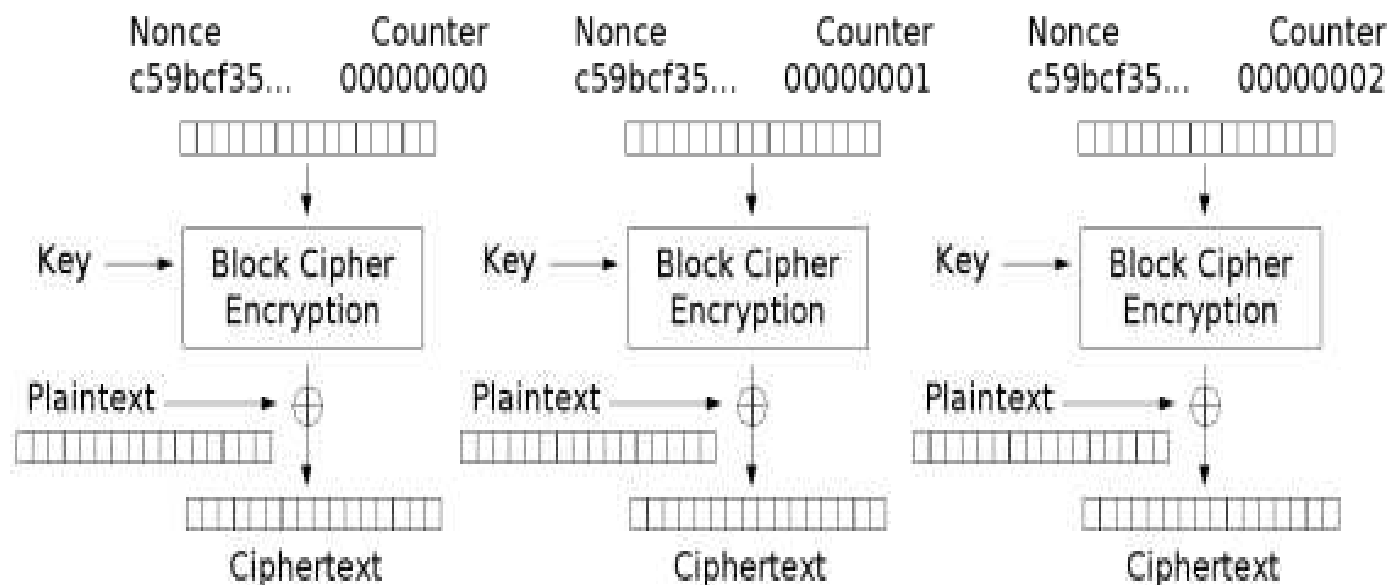 Nonce Counter Nonce Counter Nonce Counter
c59bcf35... 00000000 c59bcf35... 00000001 c59bcf35... 00000002
Key Block Cipher Encryption Key Block Cipher Encryption Key Block Cipher Encryption
Plaintext Plaintext Plaintext
Ciphertext Ciphertext Ciphertext